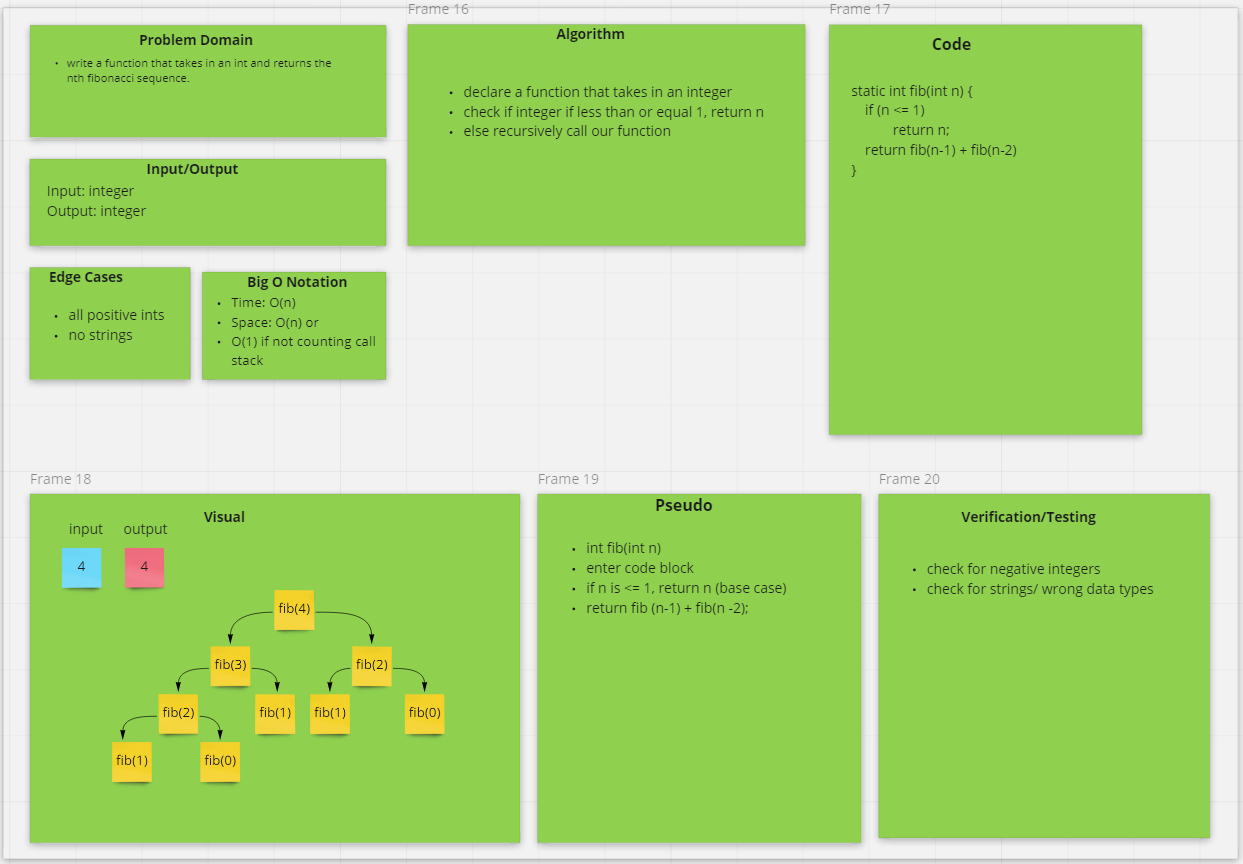 Problem Domain
• write a function that takes in an int and returns the
nth fibonacci sequence.
Input/Output
Input: integer
Output: integer
Edge Cases
• all positive ints
• no strings
Big O Notation
• Time: O(n)
• Space: O(n) or
• O(1) if not counting call
stack
Frame 16
Algorithm
• declare a function that takes in an integer
• check if integer if less than or equal 1, return n
• else recursively call our function
Frame 17
Code
static int fib(int n) {
if (n <= 1)
return n;
return fib(n-1) + fib(n-2)
}
Frame 18
Visual
input output
4 4
fib(4)
fib(3) fib(2)
fib(2) fib(1) fib(1) fib(0)
fib(1) fib(0)
Frame 19
Pseudo
• int fib(int n)
• enter code block
• if n is <= 1, return n (base case)
• return fib (n-1) + fib(n -2);
Frame 20
Verification/Testing
• check for negative integers
• check for strings/ wrong data types